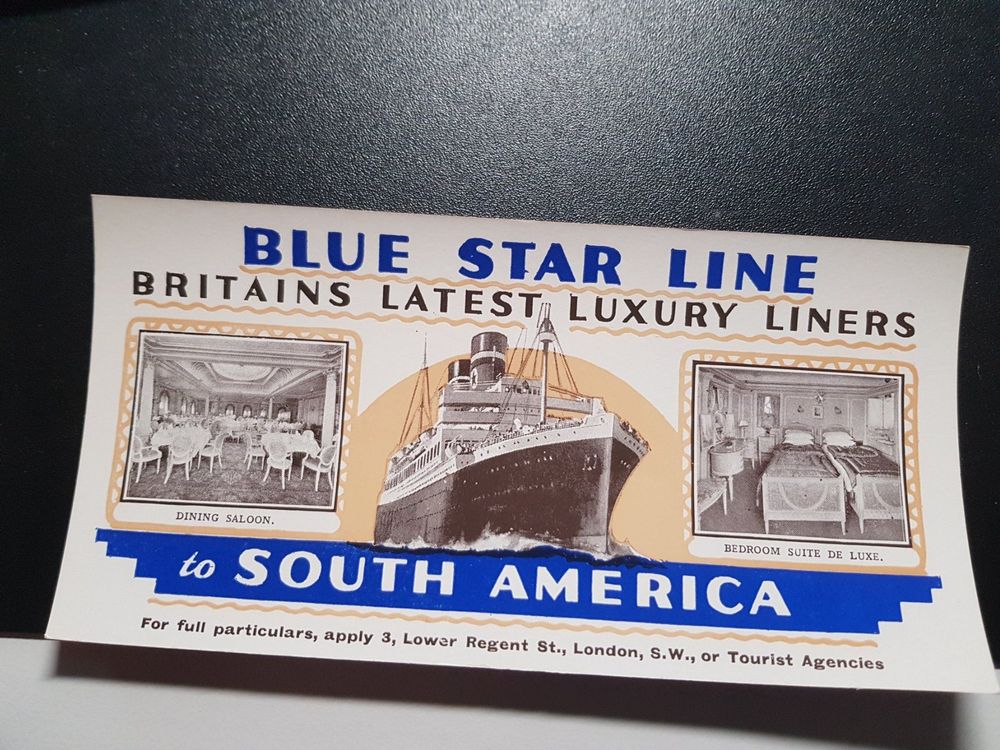 BLUE STAR LINE
BRITAINS LATEST LUXURY LINERS
DINING SALOON.
BEDROOM SUITE DE LUXE.
to SOUTH AMERICA
For full particulars, apply 3, Lower Regent St., London, S.W., or Tourist Agencies